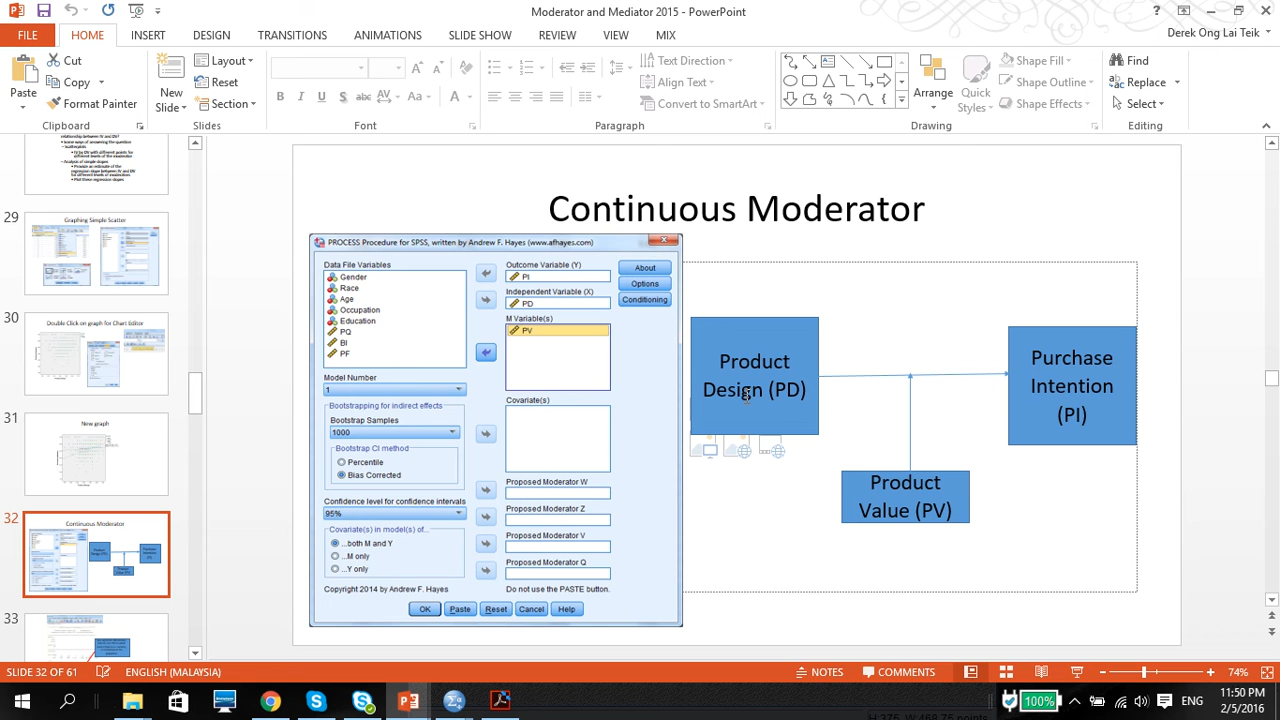 Moderator and Mediator 2015 - PowerPoint
FILE HOME INSERT DESIGN TRANSITIONS ANIMATIONS SLIDE SHOW REVIEW VIEW MIX Derek Ong Lai Teik
Paste
Cut
Copy
Format Painter
Clipboard
New Slide
Layout
Reset
Section
Slides
Font
Text Direction
Align Text
Convert to SmartArt
Paragraph
Arrange
Quick Styles
Shape Fill
Shape Outline
Shape Effects
Drawing
Find
Replace
Select
Editing
29
Graphing Simple Scatter
30
Double Click on graph for Chart Editor
31
New graph
32
Continuous Moderator
33
Continuous Moderator
PROCESS Procedure for SPSS, written by Andrew F. Hayes (www.afhayes.com)
Data File Variables
Gender
Race
Age
Occupation
Education
PQ
BI
PF
Model Number
1
Bootstrapping for indirect effects
Bootstrap Samples
1000
Bootstrap CI method
Percentile
Bias Corrected
Confidence level for confidence intervals
95%
Covariate(s) in model(s) of...
...both M and Y
...M only
...Y only
Copyright 2014 by Andrew F. Hayes
Outcome Variable (Y)
PI
Independent Variable (X)
PD
M Variable(s)
PV
Covariate(s)
Proposed Moderator W
Proposed Moderator Z
Proposed Moderator V
Proposed Moderator Q
Do not use the PASTE button.
About
Options
Conditioning
OK Paste Reset Cancel Help
Product
Design (PD)
Purchase
Intention
(PI)
Product
Value (PV)
SLIDE 32 OF 61 ENGLISH (MALAYSIA) NOTES COMMENTS 74%
100% ENG
11:50 PM
2/5/2016